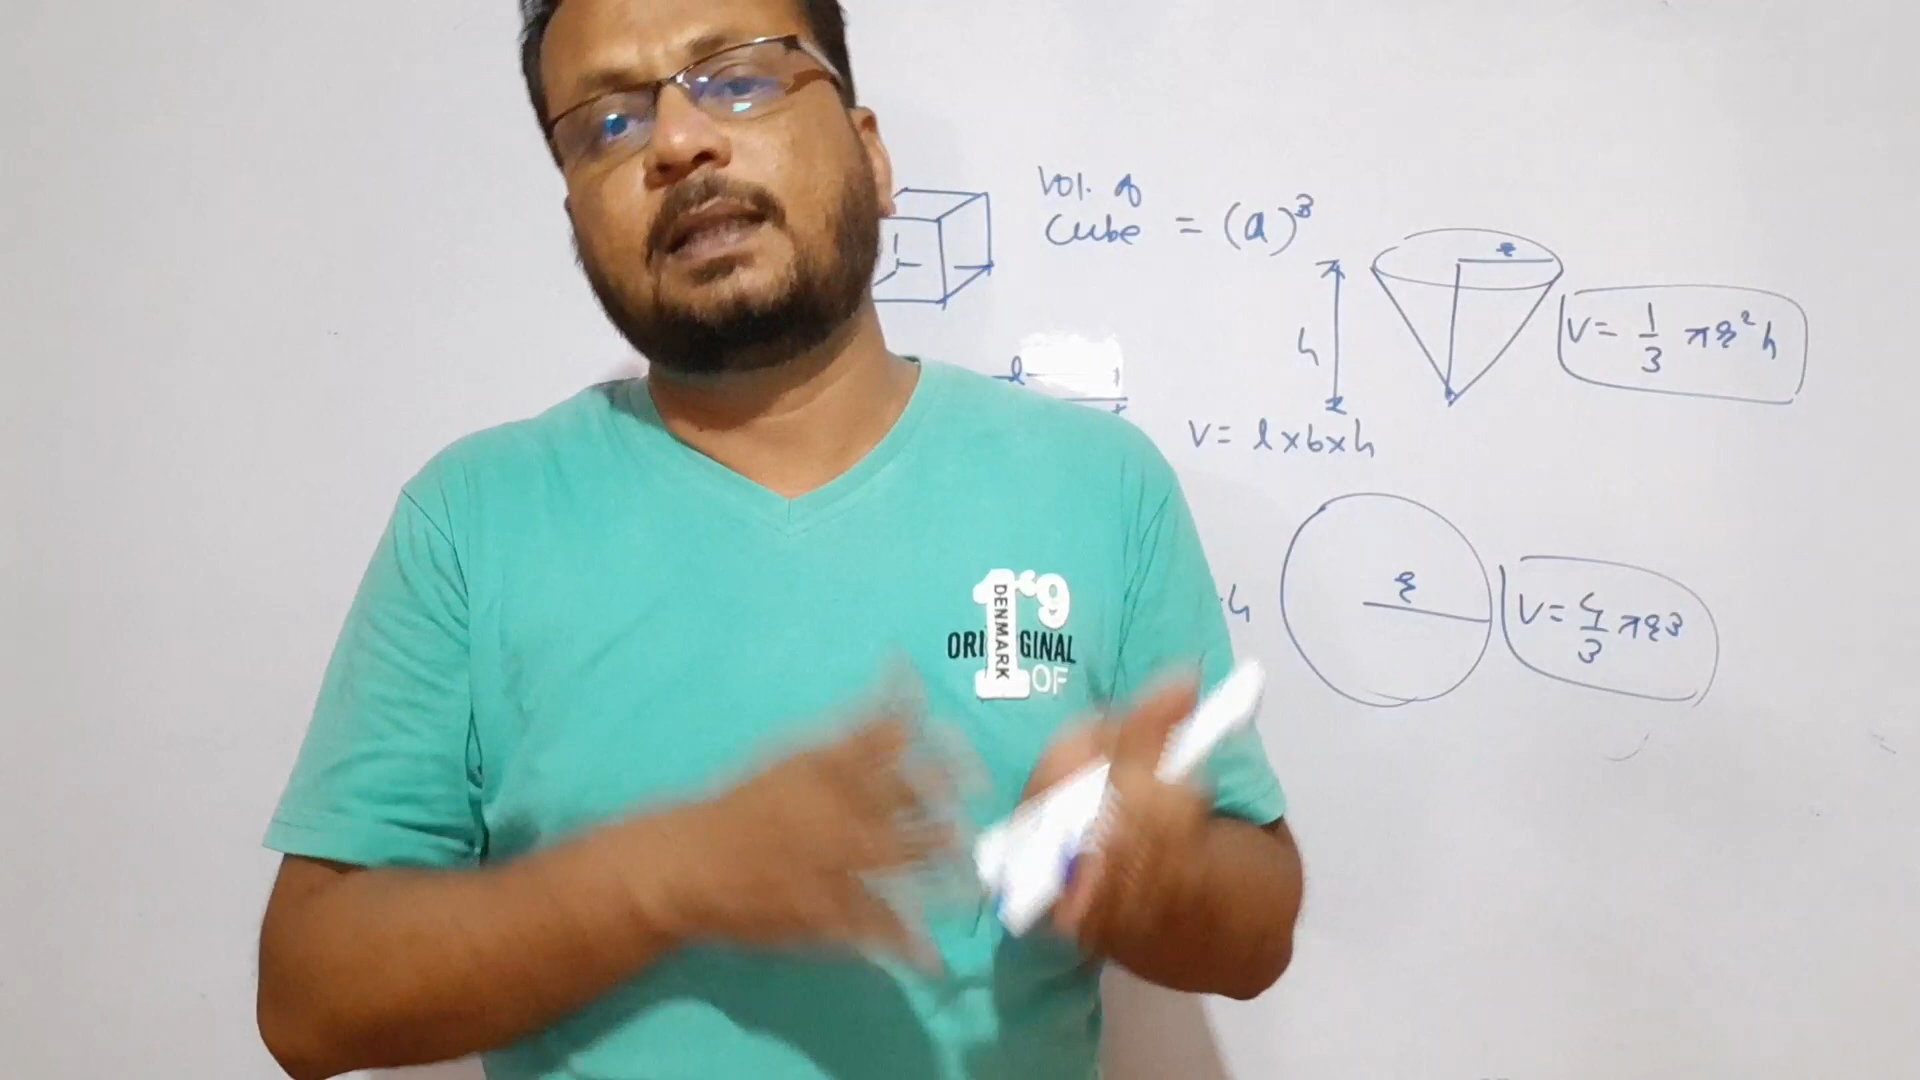 Vol. of
Cube = (a)³
r
h
V = 1/3 πr²h
l
V = l×b×h
r
h
V = 4/3 πr3
1'9
DENMARK
ORIGINAL
OF